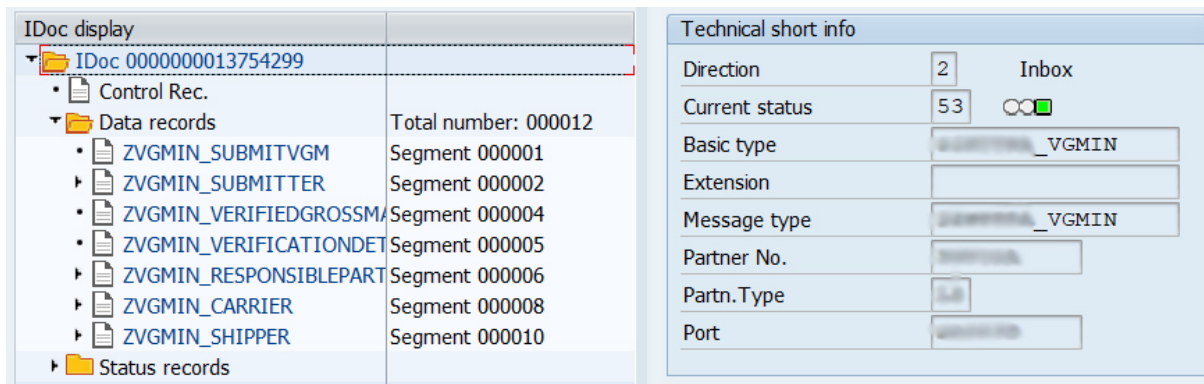 IDoc display
IDoc 0000000013754299
Control Rec.
Data records Total number: 000012
ZVGMIN_SUBMITVGM Segment 000001
ZVGMIN_SUBMITTER Segment 000002
ZVGMIN_VERIFIEDGROSSMA Segment 000004
ZVGMIN_VERIFICATIONDET Segment 000005
ZVGMIN_RESPONSIBLEPART Segment 000006
ZVGMIN_CARRIER Segment 000008
ZVGMIN_SHIPPER Segment 000010
Status records
Technical short info
Direction 2 Inbox
Current status 53
Basic type _VGMIN
Extension
Message type _VGMIN
Partner No.
Partn.Type
Port